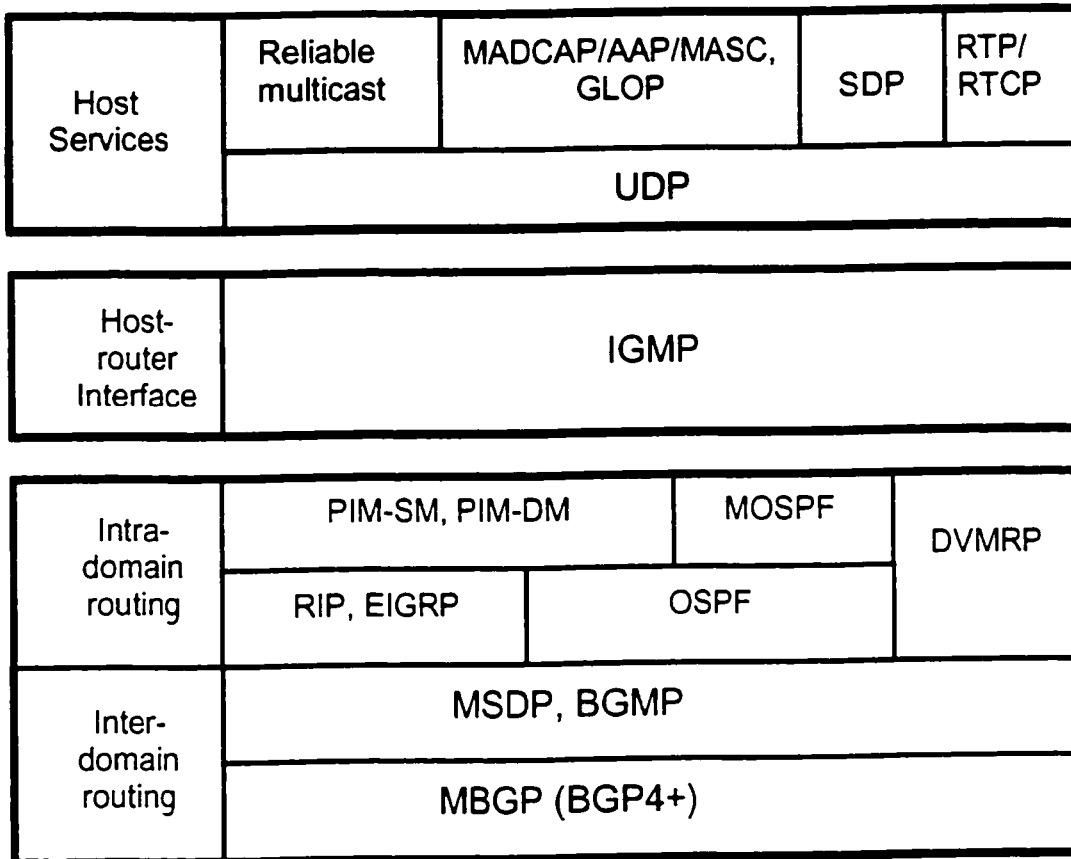 Host
Services
Reliable
multicast
MADCAP/AAP/MASC,
GLOP
SDP
RTP/
RTCP
UDP
Host-
router
Interface
IGMP
Intra-
domain
routing
PIM-SM, PIM-DM
MOSPF
DVMRP
RIP, EIGRP
OSPF
Inter-
domain
routing
MSDP, BGMP
MBGP (BGP4+)